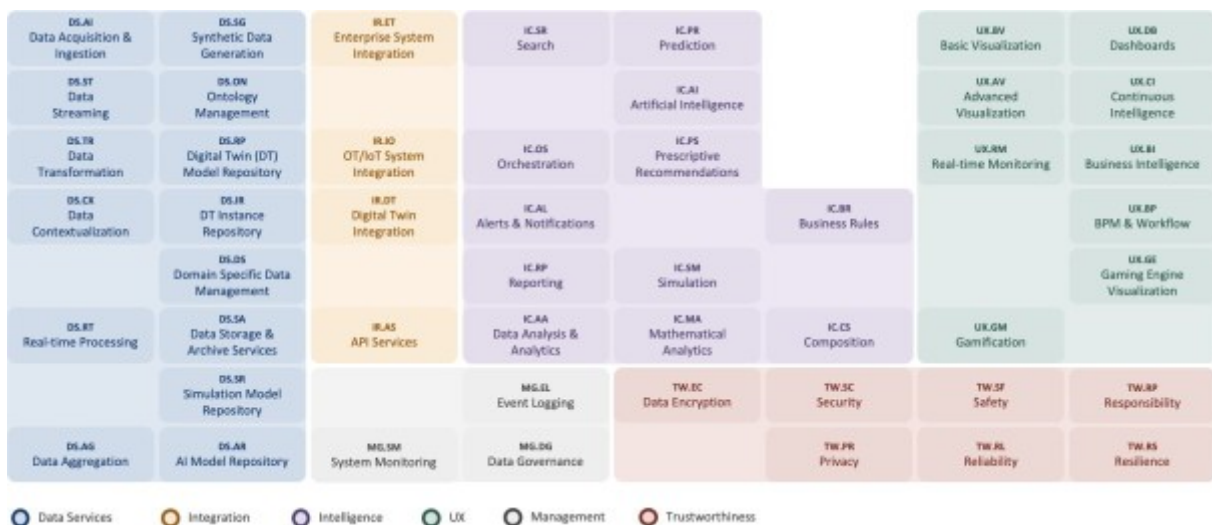 DS.AI
Data Acquisition &
Ingestion
DS.SG
Synthetic Data
Generation
IR.ET
Enterprise System
Integration
IC.SR
Search
IC.PR
Prediction
UX.BV
Basic Visualization
UX.DB
Dashboards
DS.ST
Data
Streaming
DS.ON
Ontology
Management
IC.AI
Artificial Intelligence
UX.AV
Advanced
Visualization
UX.CI
Continuous
Intelligence
DS.TR
Data
Transformation
DS.RP
Digital Twin (DT)
Model Repository
IR.IO
OT/IoT System
Integration
IC.OS
Orchestration
IC.PS
Prescriptive
Recommendations
UX.RM
Real-time Monitoring
UX.BI
Business Intelligence
DS.CX
Data
Contextualization
DS.IR
DT Instance
Repository
IR.DT
Digital Twin
Integration
IC.AL
Alerts & Notifications
IC.BR
Business Rules
UX.BP
BPM & Workflow
DS.DS
Domain Specific Data
Management
IC.RP
Reporting
IC.SM
Simulation
UX.GE
Gaming Engine
Visualization
DS.RT
Real-time Processing
DS.SA
Data Storage &
Archive Services
IR.AS
API Services
IC.AA
Data Analysis &
Analytics
IC.MA
Mathematical
Analytics
IC.CS
Composition
UX.GM
Gamification
DS.SR
Simulation Model
Repository
MG.EL
Event Logging
TW.EC
Data Encryption
TW.SC
Security
TW.SF
Safety
TW.RP
Responsibility
DS.AG
Data Aggregation
DS.AR
AI Model Repository
MG.SM
System Monitoring
MG.DG
Data Governance
TW.PR
Privacy
TW.RL
Reliability
TW.RS
Resilience
Data Services
Integration
Intelligence
UX
Management
Trustworthiness